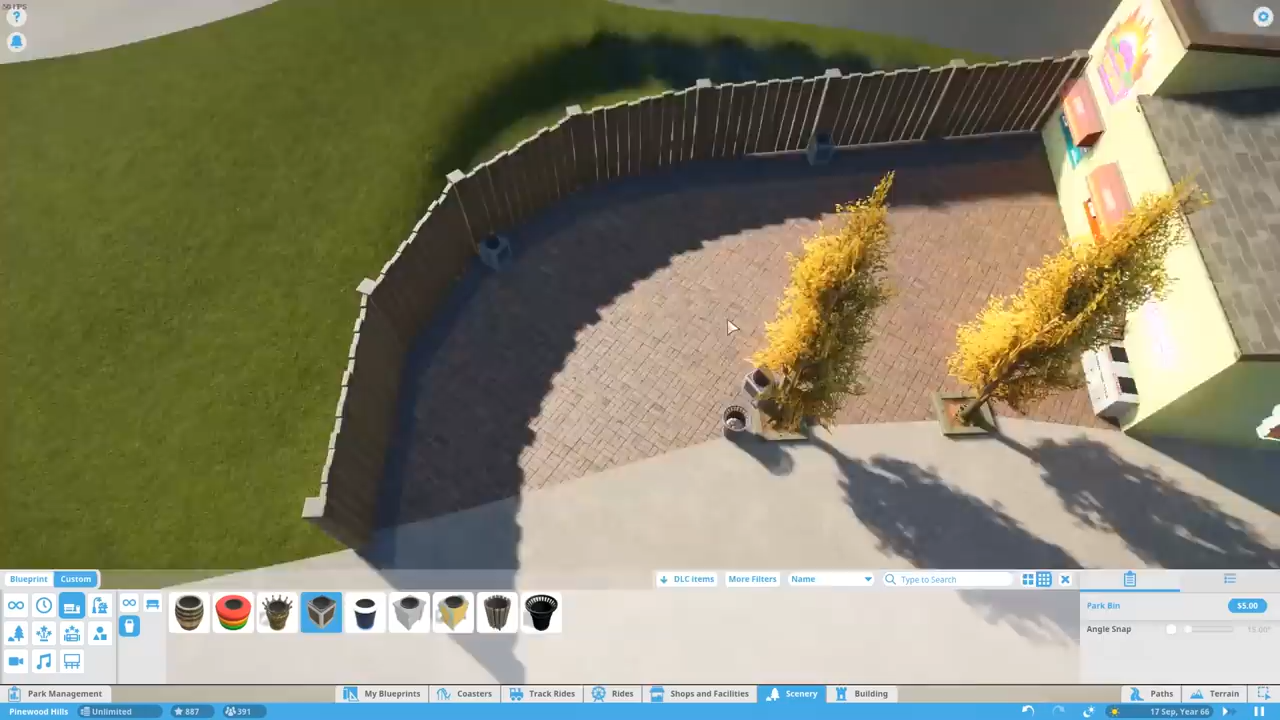 50 FPS
?
Blueprint Custom
DLC Items More Filters Name Type to Search
Park Bin $5.00
Angle Snap 15.00°
Park Management My Blueprints Coasters Track Rides Rides Shops and Facilities Scenery Building Paths Terrain
Pinewood Hills Unlimited 887 391 17 Sep, Year 66